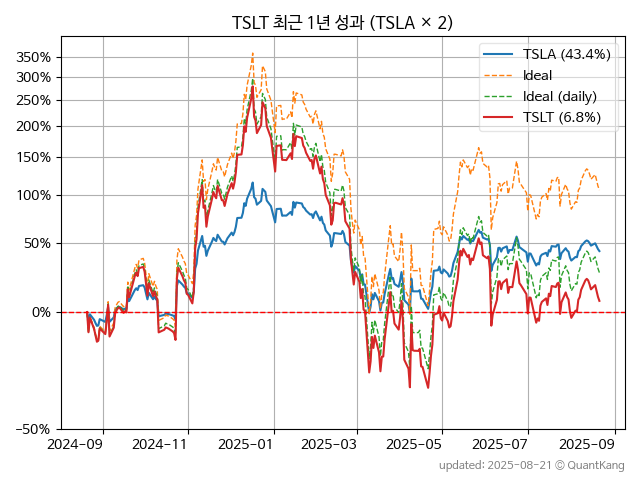 TSLT 최근 1년 성과 (TSLA × 2)
TSLA (43.4%)
Ideal
Ideal (daily)
TSLT (6.8%)
350%
300%
250%
200%
150%
100%
50%
0%
−50%
2024-09 2024-11 2025-01 2025-03 2025-05 2025-07 2025-09
updated: 2025-08-21 © QuantKang